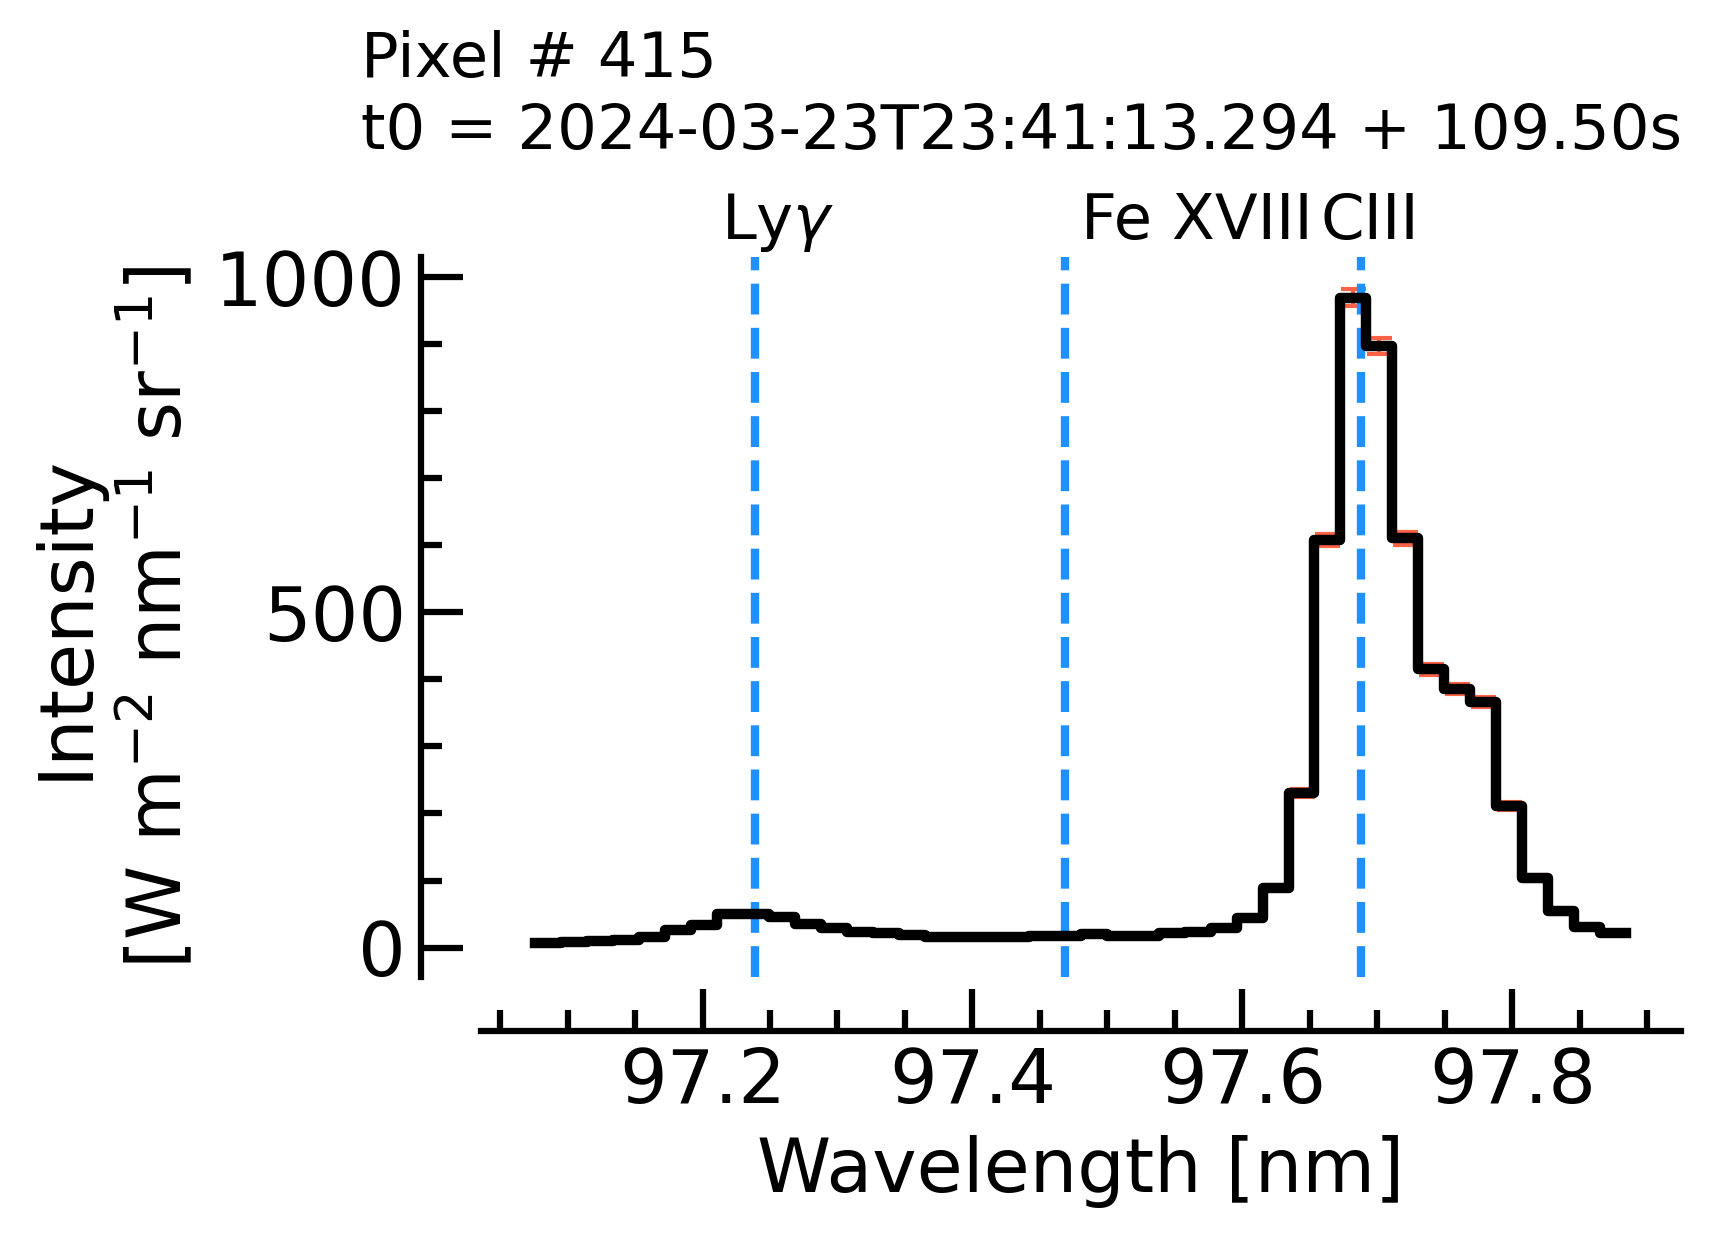 Pixel # 415
t0 = 2024-03-23T23:41:13.294 + 109.50s
Lyγ Fe XVIII CIII
Intensity
[W m⁻² nm⁻¹ sr⁻¹]
1000
500
0
97.2 97.4 97.6 97.8
Wavelength [nm]